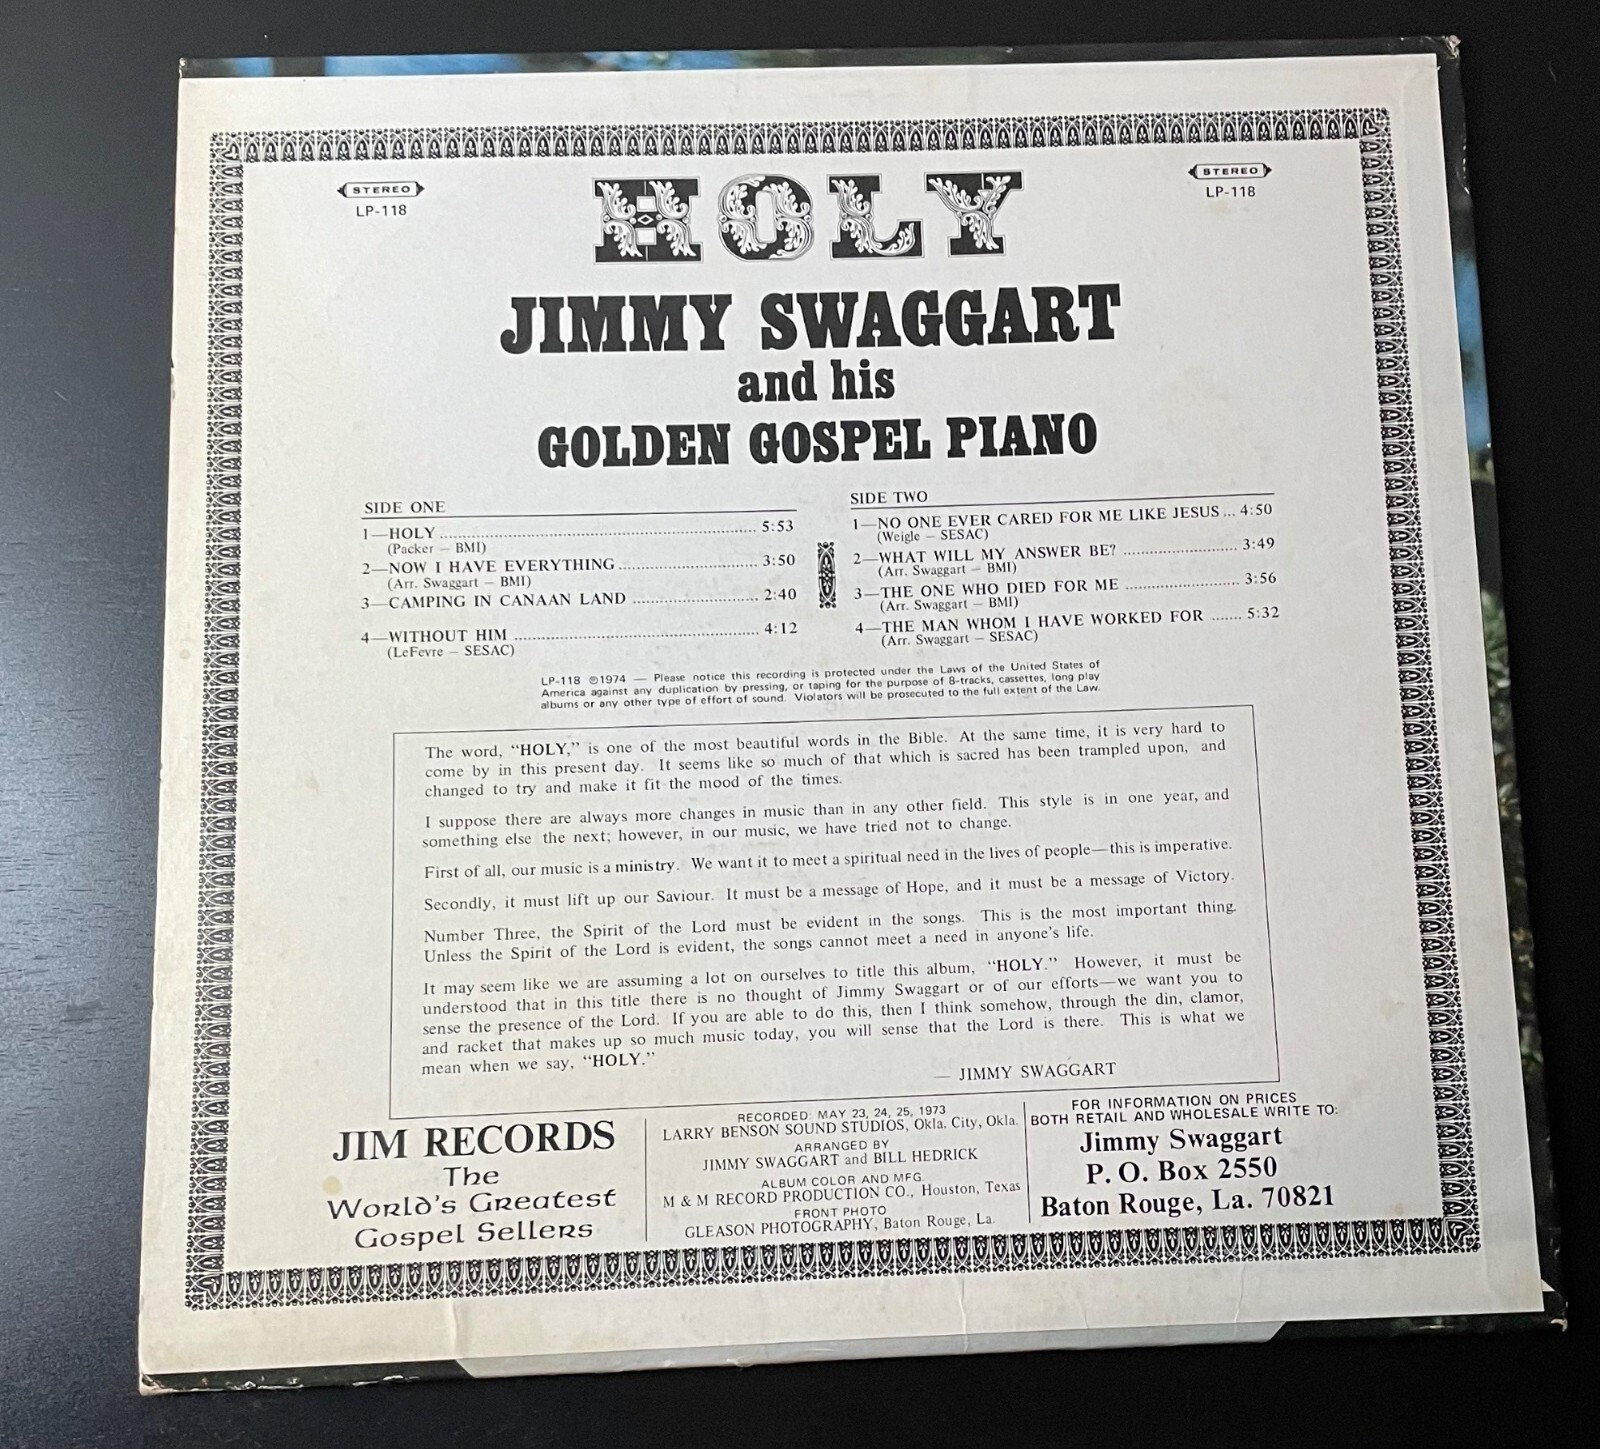 STEREO
LP-118
STEREO
LP-118
HOLY
JIMMY SWAGGART
and his
GOLDEN GOSPEL PIANO
SIDE ONE
1—HOLY ........................ 5:53
(Packer — BMI)
2—NOW I HAVE EVERYTHING ........................ 3:50
(Arr. Swaggart — BMI)
3—CAMPING IN CANAAN LAND ........................ 2:40
4—WITHOUT HIM ........................ 4:12
(LeFevre — SESAC)
SIDE TWO
1—NO ONE EVER CARED FOR ME LIKE JESUS ... 4:50
(Weigle — SESAC)
2—WHAT WILL MY ANSWER BE? ........................ 3:49
(Arr. Swaggart — BMI)
3—THE ONE WHO DIED FOR ME ........................ 3:56
(Arr. Swaggart — BMI)
4—THE MAN WHOM I HAVE WORKED FOR ....... 5:32
(Arr. Swaggart — SESAC)
LP-118 ℗1974 — Please notice this recording is protected under the Laws of the United States of
America against any duplication by pressing, or taping for the purpose of 8-tracks, cassettes, long play
albums or any other type of effort of sound. Violators will be prosecuted to the full extent of the Law.
The word, “HOLY,” is one of the most beautiful words in the Bible. At the same time, it is very hard to
come by in this present day. It seems like so much of that which is sacred has been trampled upon, and
changed to try and make it fit the mood of the times.
I suppose there are always more changes in music than in any other field. This style is in one year, and
something else the next; however, in our music, we have tried not to change.
First of all, our music is a ministry. We want it to meet a spiritual need in the lives of people—this is imperative.
Secondly, it must lift up our Saviour. It must be a message of Hope, and it must be a message of Victory.
Number Three, the Spirit of the Lord must be evident in the songs. This is the most important thing.
Unless the Spirit of the Lord is evident, the songs cannot meet a need in anyone's life.
It may seem like we are assuming a lot on ourselves to title this album, “HOLY.” However, it must be
understood that in this title there is no thought of Jimmy Swaggart or of our efforts—we want you to
sense the presence of the Lord. If you are able to do this, then I think somehow, through the din, clamor,
and racket that makes up so much music today, you will sense that the Lord is there. This is what we
mean when we say, “HOLY.”
— JIMMY SWAGGART
JIM RECORDS
The
World's Greatest
Gospel Sellers
RECORDED: MAY 23, 24, 25, 1973
LARRY BENSON SOUND STUDIOS, Okla. City, Okla.
ARRANGED BY
JIMMY SWAGGART and BILL HEDRICK
ALBUM COLOR AND MFG.
M & M RECORD PRODUCTION CO., Houston, Texas
FRONT PHOTO
GLEASON PHOTOGRAPHY, Baton Rouge, La.
FOR INFORMATION ON PRICES
BOTH RETAIL AND WHOLESALE WRITE TO:
Jimmy Swaggart
P. O. Box 2550
Baton Rouge, La. 70821